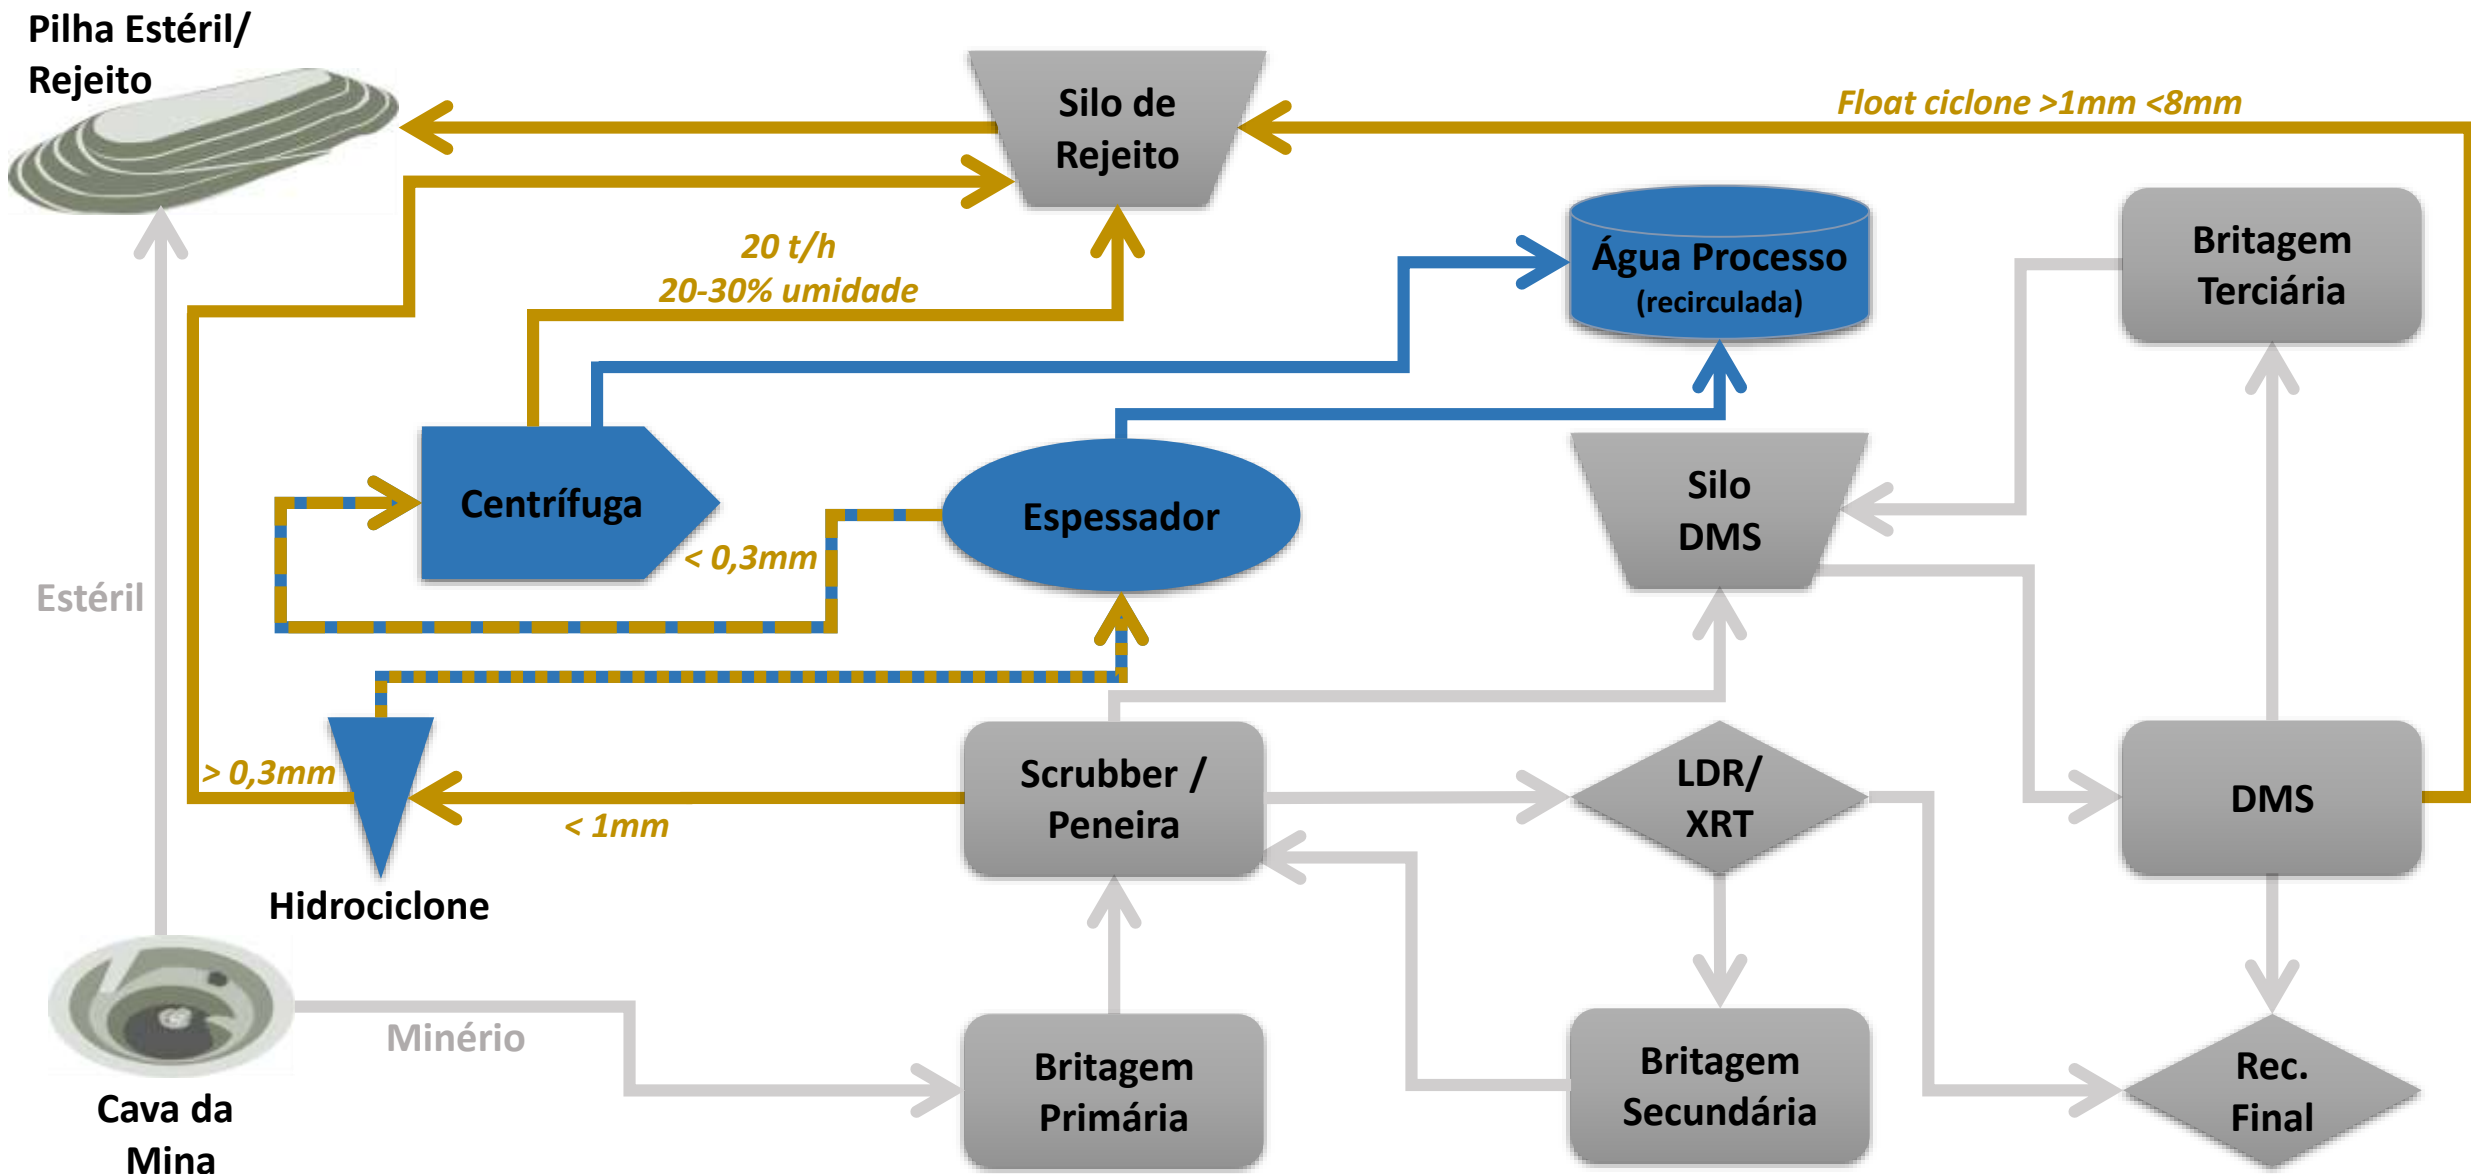 Pilha Estéril/
Rejeito
Silo de
Rejeito
Float ciclone >1mm <8mm
20 t/h
20-30% umidade
Água Processo
(recirculada)
Britagem
Terciária
Centrífuga
< 0,3mm
Espessador
Silo
DMS
Estéril
> 0,3mm
< 1mm
Hidrociclone
Scrubber /
Peneira
LDR/
XRT
DMS
Minério
Cava da
Mina
Britagem
Primária
Britagem
Secundária
Rec.
Final